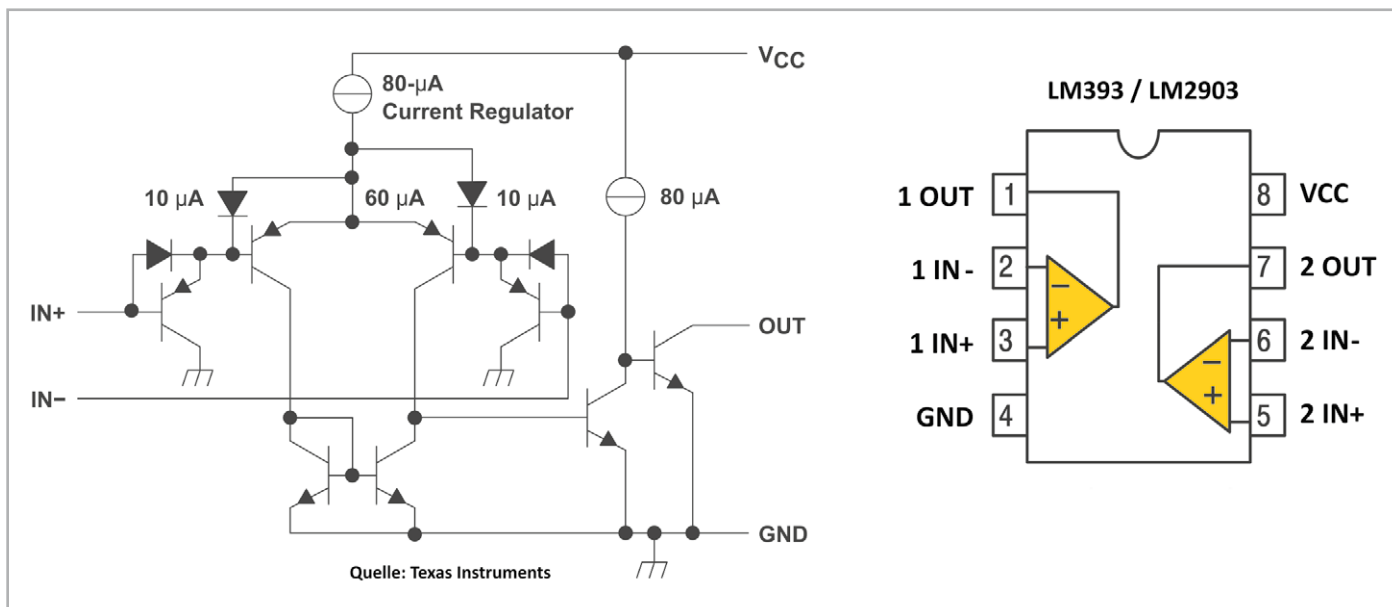 VCC
80-µA
Current Regulator
10 µA
60 µA
10 µA
80 µA
IN+
OUT
IN−
GND
Quelle: Texas Instruments
LM393 / LM2903
1 OUT
1
8
VCC
1 IN -
2
−
+
7
2 OUT
1 IN+
3
−
+
6
2 IN-
GND
4
5
2 IN+